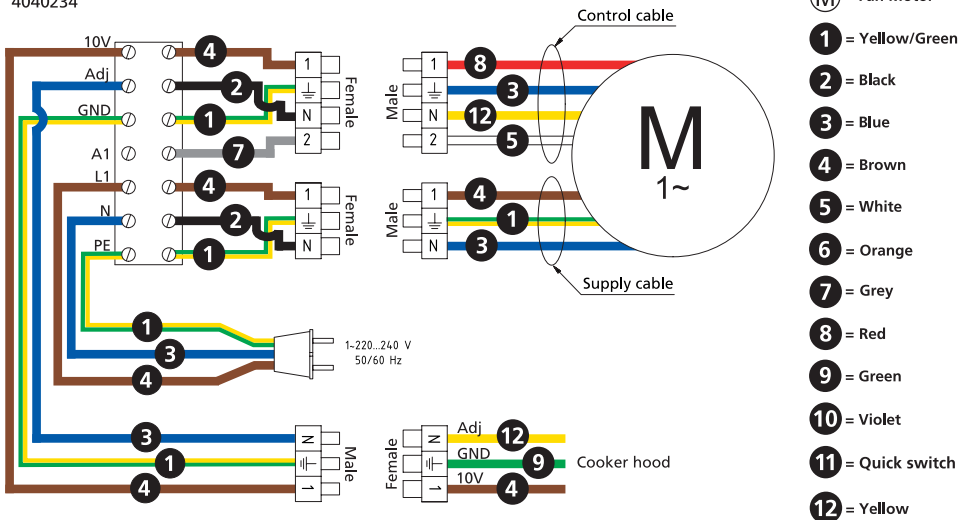 4040234
10V
Adj
GND
A1
L1
N
PE
4
2
1
7
4
2
1
1
N
2
Female
1
N
Female
Control cable
Male
1
N
2
8
3
12
5
Male
1
N
4
1
3
M
1~
Supply cable
1
3
4
1~220...240 V
50/60 Hz
3
1
4
N
1
Male
Female
N
1
Adj
12
GND
9
10V
4
Cooker hood
1 = Yellow/Green
2 = Black
3 = Blue
4 = Brown
5 = White
6 = Orange
7 = Grey
8 = Red
9 = Green
10 = Violet
11 = Quick switch
12 = Yellow